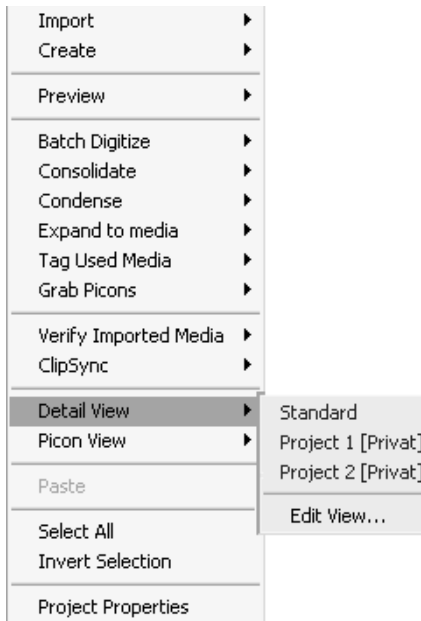 Import
Create
Preview
Batch Digitize
Consolidate
Condense
Expand to media
Tag Used Media
Grab Picons
Verify Imported Media
ClipSync
Detail View
Picon View
Paste
Select All
Invert Selection
Project Properties
Standard
Project 1 [Privat]
Project 2 [Privat]
Edit View...